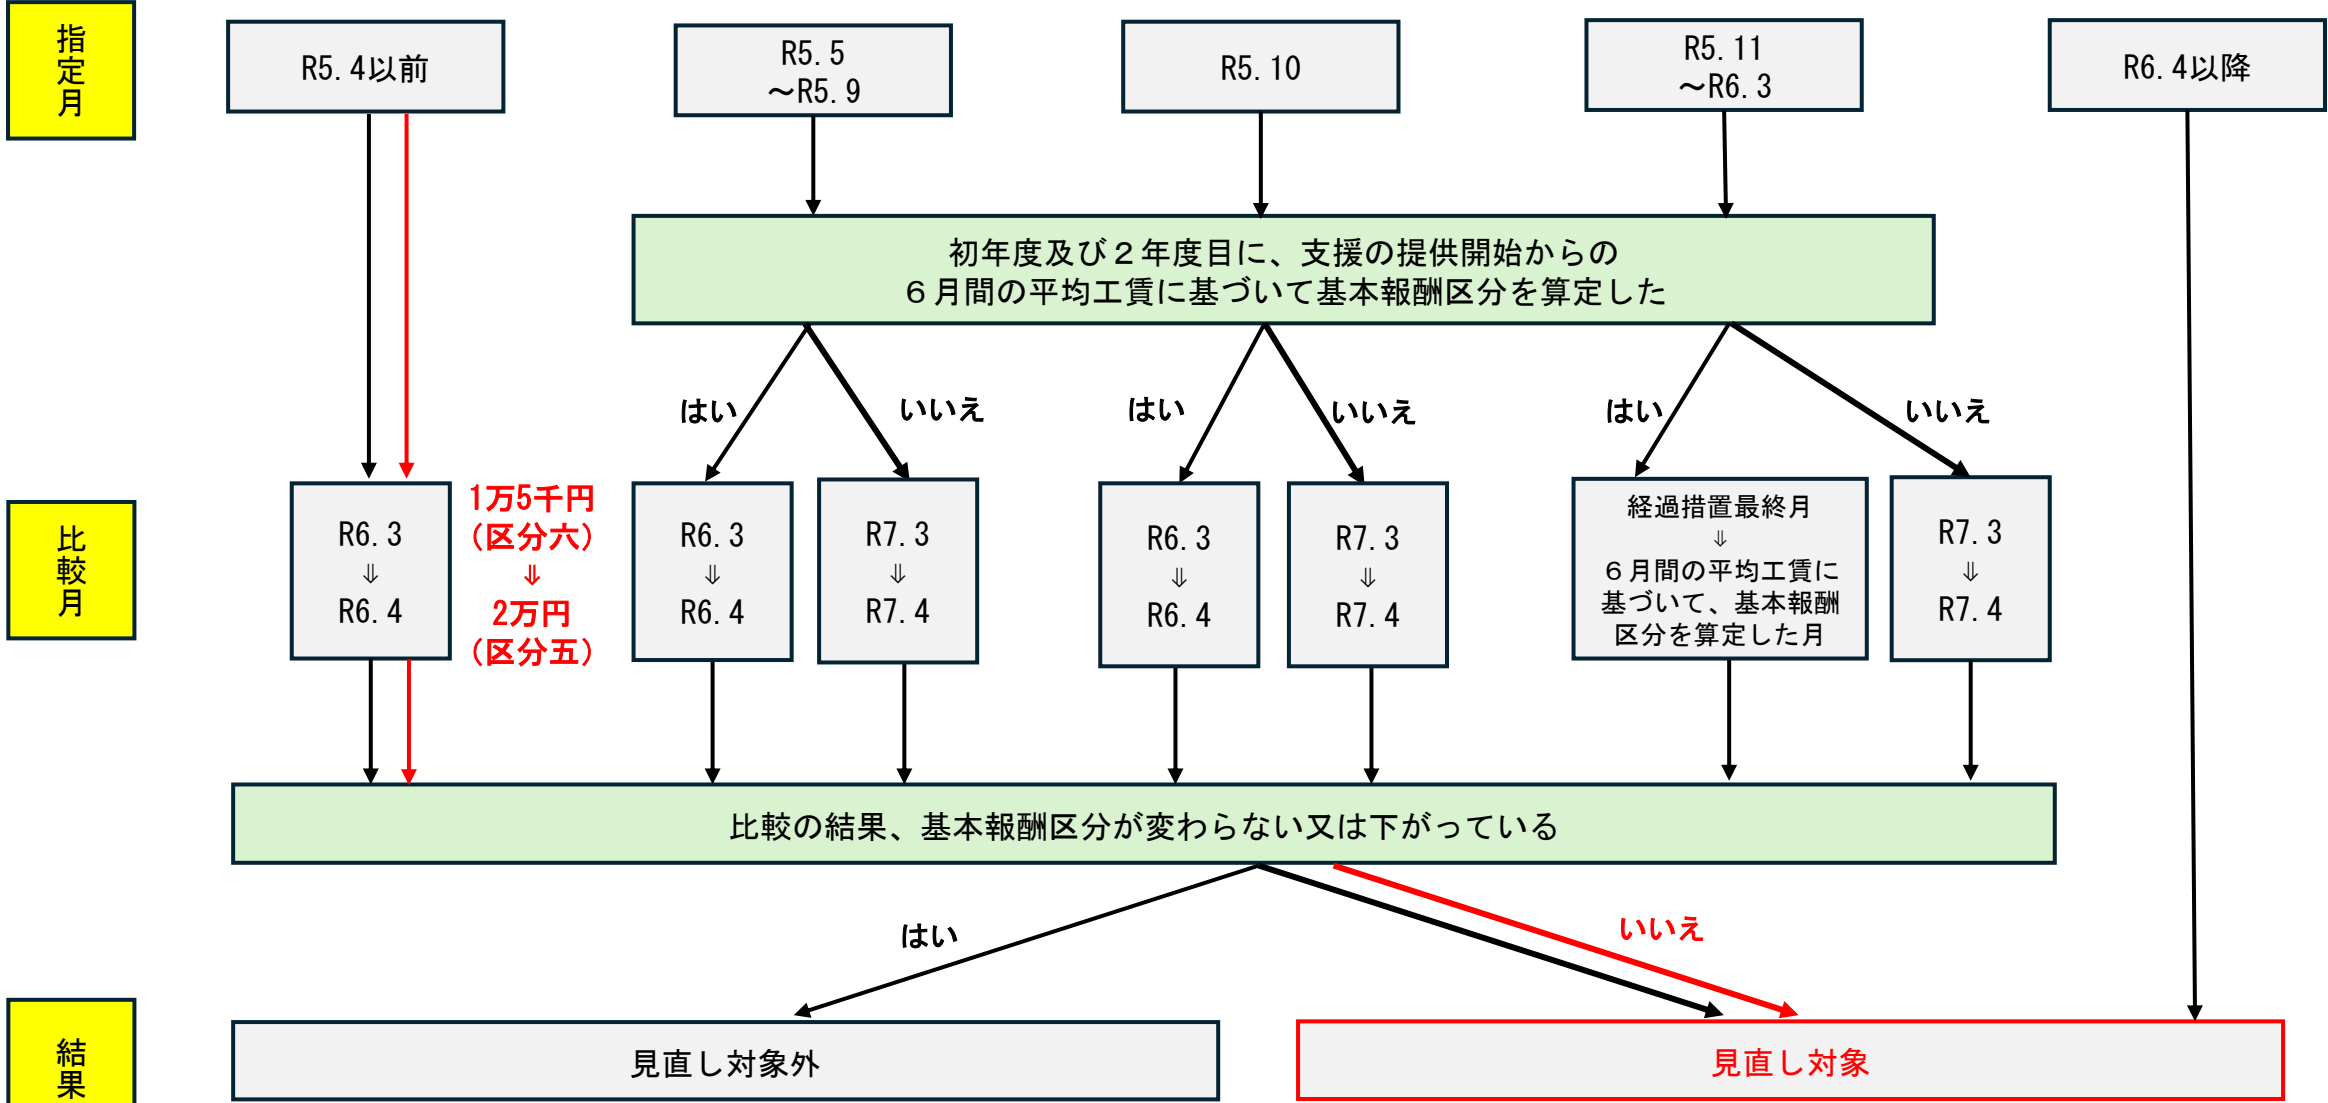 指定月
R5.4以前
R5.5
～R5.9
R5.10
R5.11
～R6.3
R6.4以降
初年度及び２年度目に、支援の提供開始からの
６月間の平均工賃に基づいて基本報酬区分を算定した
はい
いいえ
はい
いいえ
はい
いいえ
比較月
R6.3
⇓
R6.4
1万5千円
（区分六）
⇓
2万円
（区分五）
R6.3
⇓
R6.4
R7.3
⇓
R7.4
R6.3
⇓
R6.4
R7.3
⇓
R7.4
経過措置最終月
⇓
６月間の平均工賃に
基づいて、基本報酬
区分を算定した月
R7.3
⇓
R7.4
比較の結果、基本報酬区分が変わらない又は下がっている
はい
いいえ
結果
見直し対象外
見直し対象